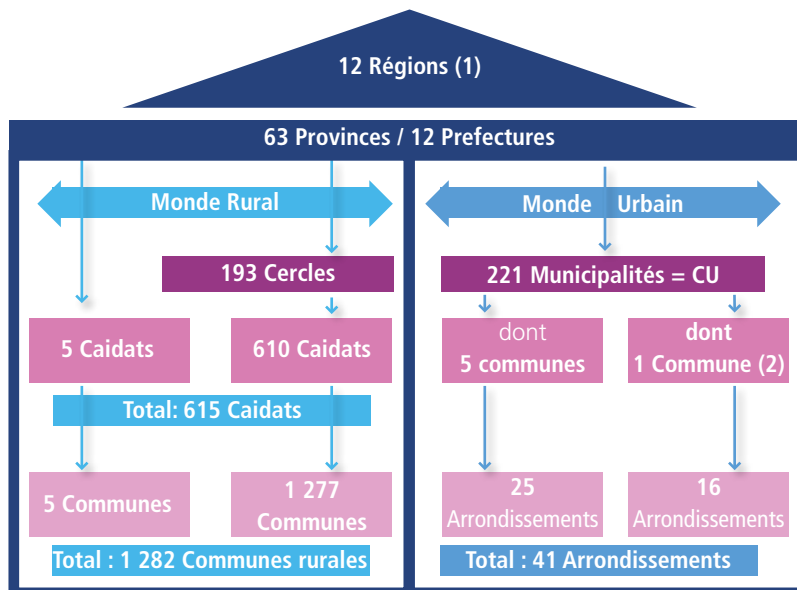 12 Régions (1)
63 Provinces / 12 Prefectures
Monde Rural
Monde Urbain
193 Cercles
221 Municipalités = CU
5 Caidats
610 Caidats
dont
5 communes
dont
1 Commune (2)
Total: 615 Caidats
5 Communes
1 277
Communes
25
Arrondissements
16
Arrondissements
Total : 1 282 Communes rurales
Total : 41 Arrondissements